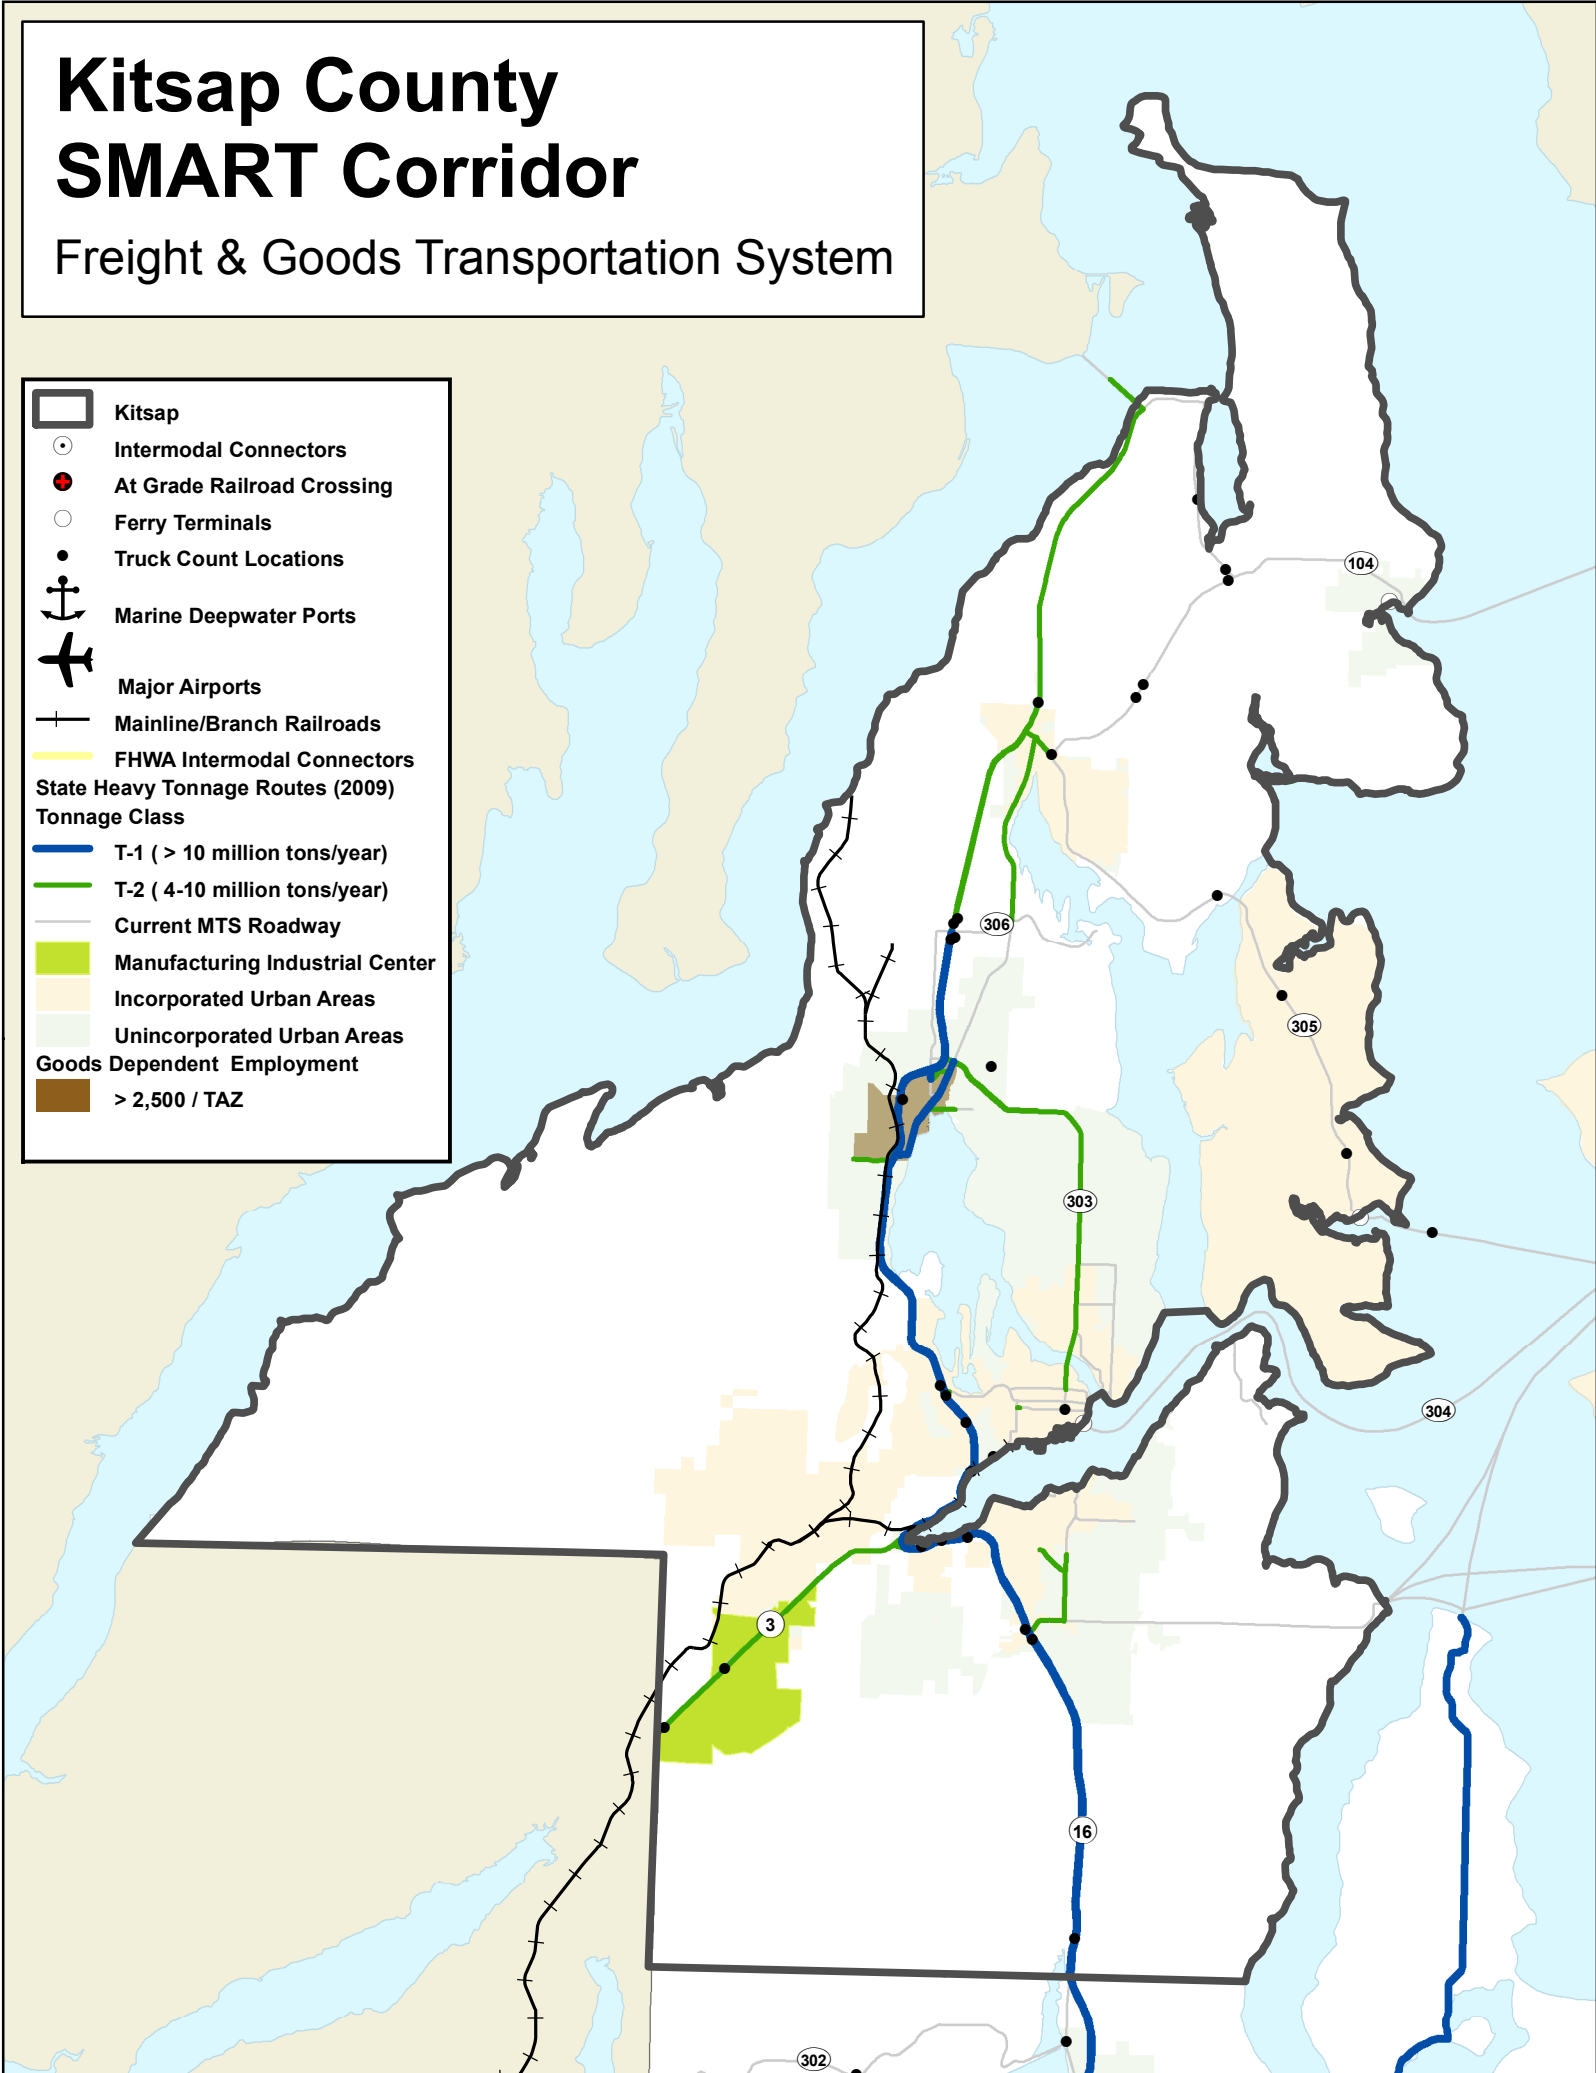 Kitsap County
SMART Corridor
Freight & Goods Transportation System
Kitsap
Intermodal Connectors
At Grade Railroad Crossing
Ferry Terminals
Truck Count Locations
Marine Deepwater Ports
Major Airports
Mainline/Branch Railroads
FHWA Intermodal Connectors
State Heavy Tonnage Routes (2009)
Tonnage Class
T-1 ( > 10 million tons/year)
T-2 ( 4-10 million tons/year)
Current MTS Roadway
Manufacturing Industrial Center
Incorporated Urban Areas
Unincorporated Urban Areas
Goods Dependent  Employment
> 2,500 / TAZ
104
306
305
303
304
3
16
302